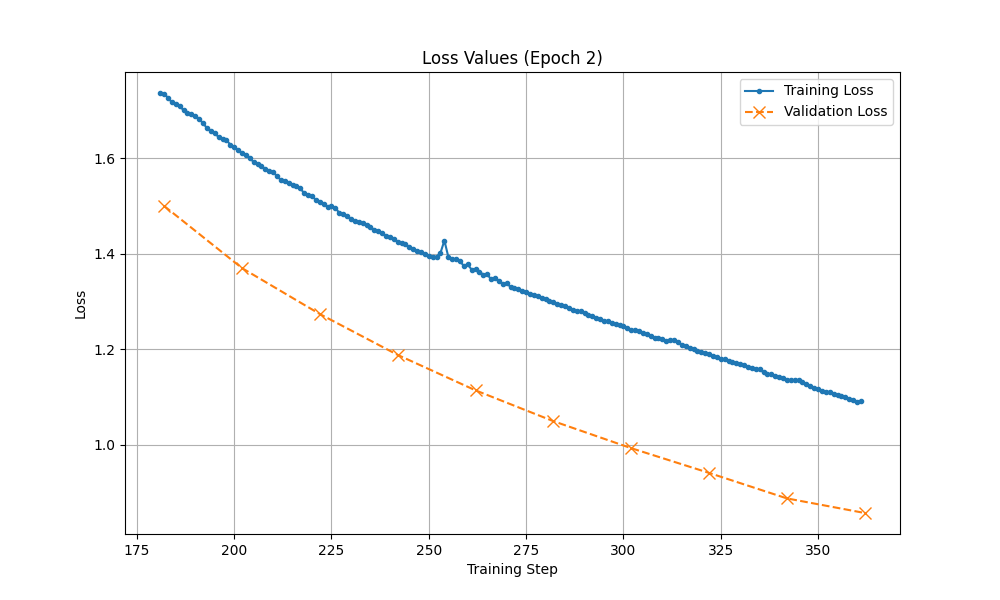 Loss Values (Epoch 2)
Training Loss
Validation Loss
Loss
1.6
1.4
1.2
1.0
175 200 225 250 275 300 325 350
Training Step